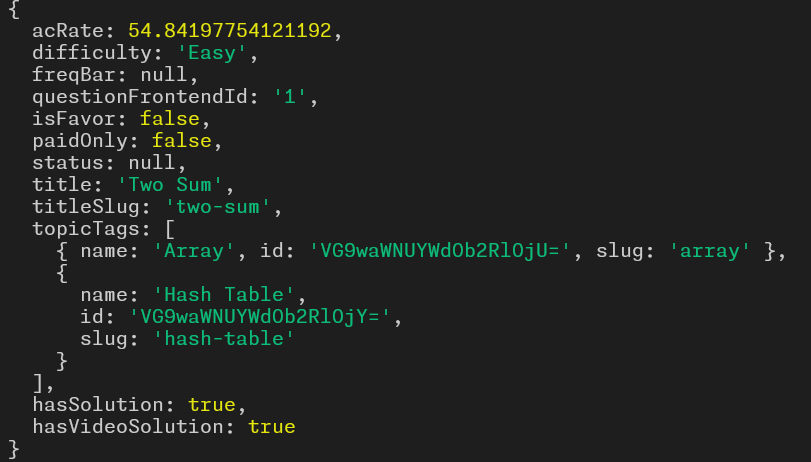 {
  acRate: 54.84197754121192,
  difficulty: 'Easy',
  freqBar: null,
  questionFrontendId: '1',
  isFavor: false,
  paidOnly: false,
  status: null,
  title: 'Two Sum',
  titleSlug: 'two-sum',
  topicTags: [
    { name: 'Array', id: 'VG9waWNUYWdOb2RlOjU=', slug: 'array' },
    {
      name: 'Hash Table',
      id: 'VG9waWNUYWdOb2RlOjY=',
      slug: 'hash-table'
    }
  ],
  hasSolution: true,
  hasVideoSolution: true
}